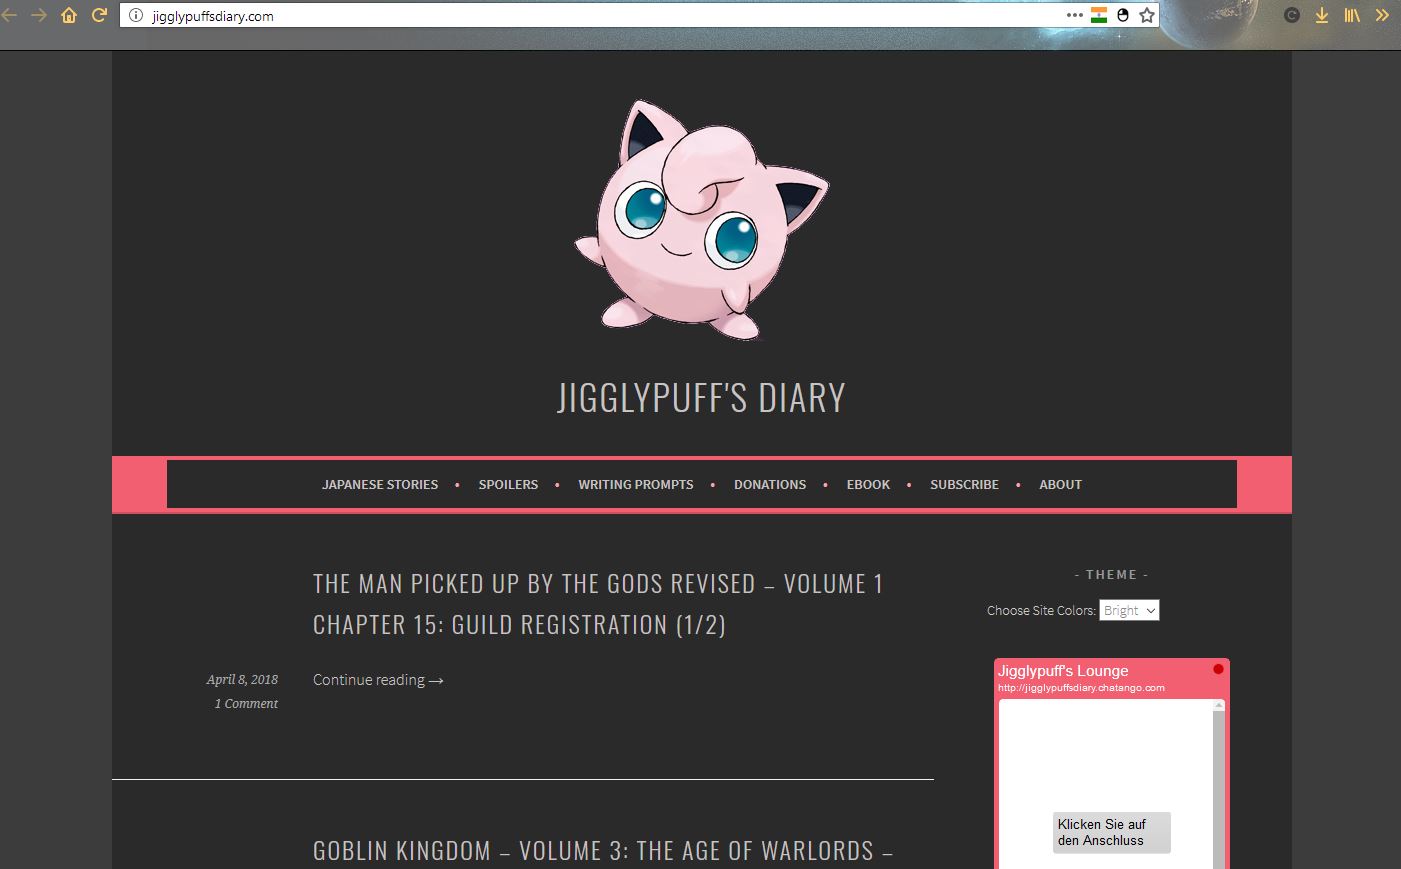 jigglypuffsdiary.com
JIGGLYPUFF'S DIARY
JAPANESE STORIES • SPOILERS • WRITING PROMPTS • DONATIONS • EBOOK • SUBSCRIBE • ABOUT
THE MAN PICKED UP BY THE GODS REVISED – VOLUME 1
CHAPTER 15: GUILD REGISTRATION (1/2)
April 8, 2018
1 Comment
Continue reading →
GOBLIN KINGDOM – VOLUME 3: THE AGE OF WARLORDS –
- THEME -
Choose Site Colors: Bright
Jigglypuff's Lounge
http://jigglypuffsdiary.chatango.com
Klicken Sie auf
den Anschluss